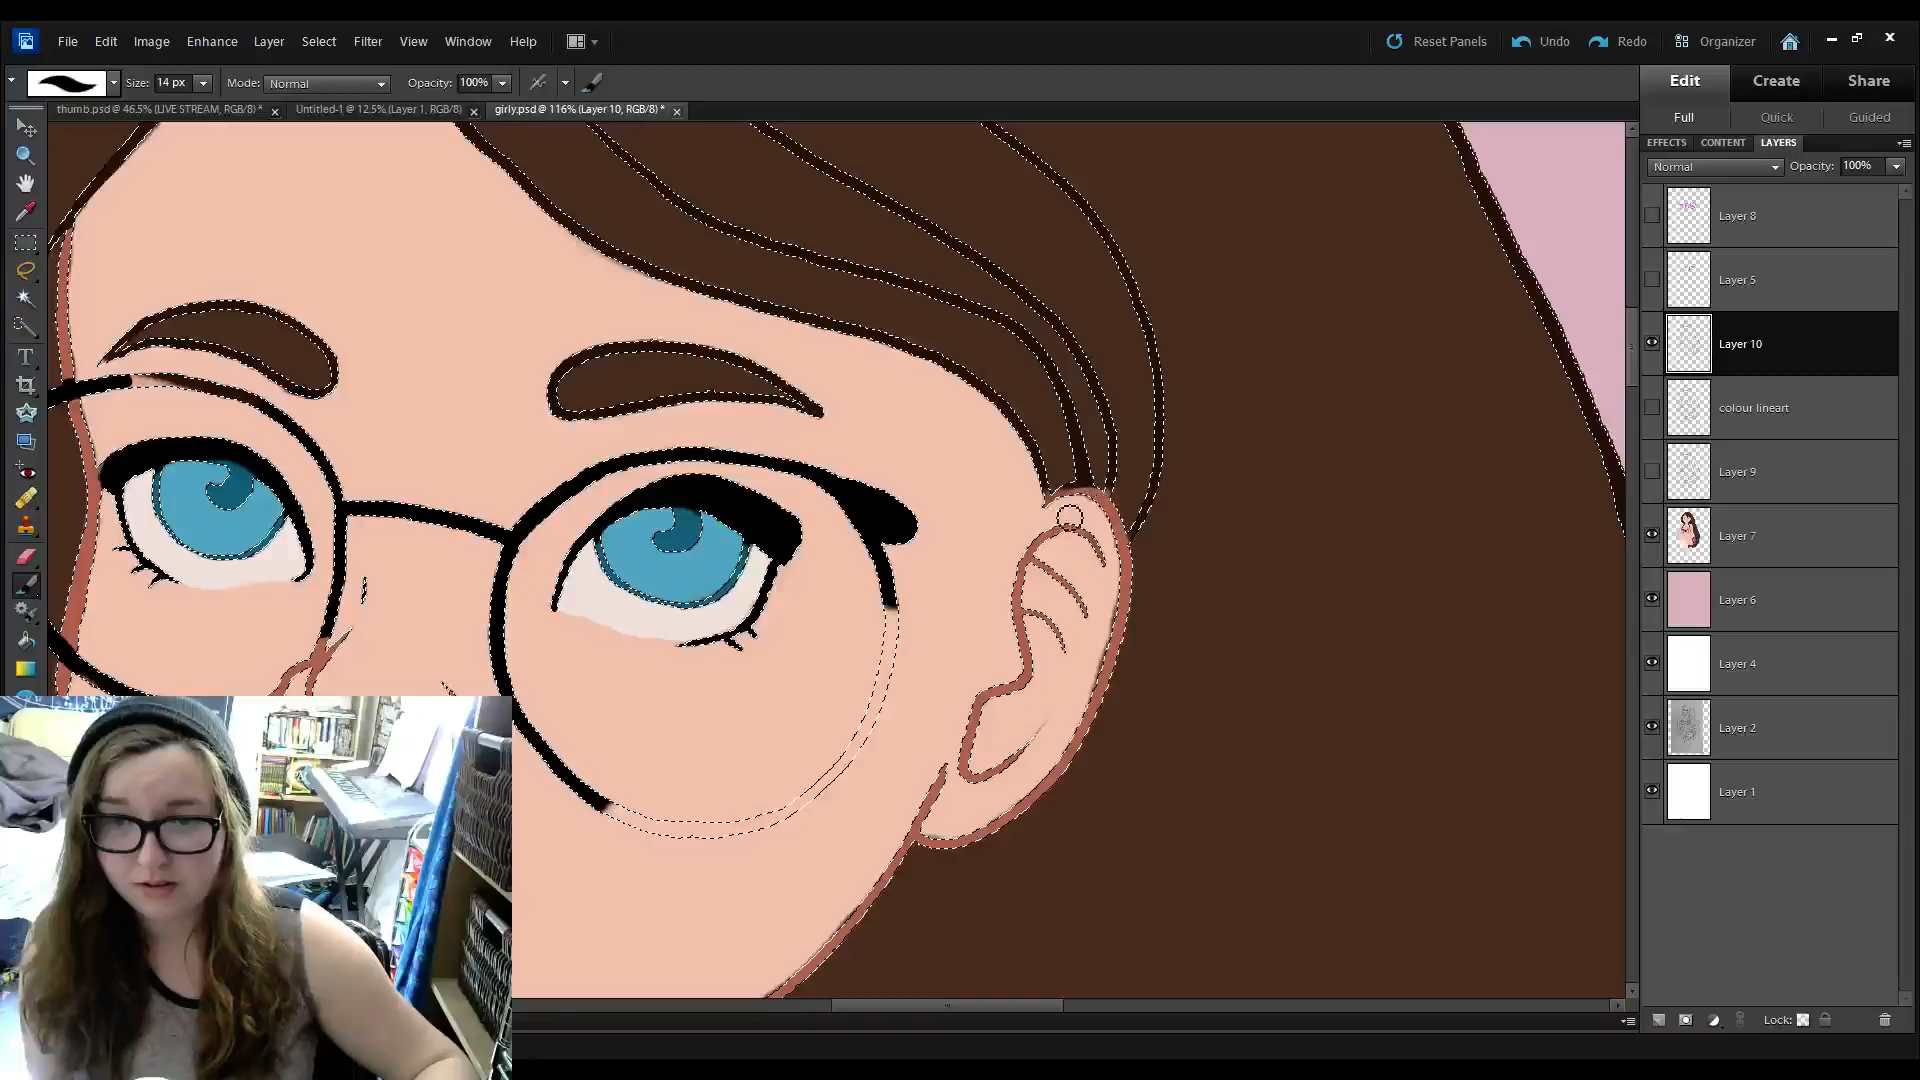 File Edit Image Enhance Layer Select Filter View Window Help Reset Panels Undo Redo Organizer
Size: 14 px Mode: Normal Opacity: 100% Edit Create Share
thumb.psd @ 46.5% (LIVE STREAM, RGB/8) * Untitled-1 @ 12.5% (Layer 1, RGB/8) girly.psd @ 116% (Layer 10, RGB/8) *
Full Quick Guided
EFFECTS CONTENT LAYERS
Normal Opacity: 100%
Layer 8
Layer 5
Layer 10
colour lineart
Layer 9
Layer 7
Layer 6
Layer 4
Layer 2
Layer 1
Lock: